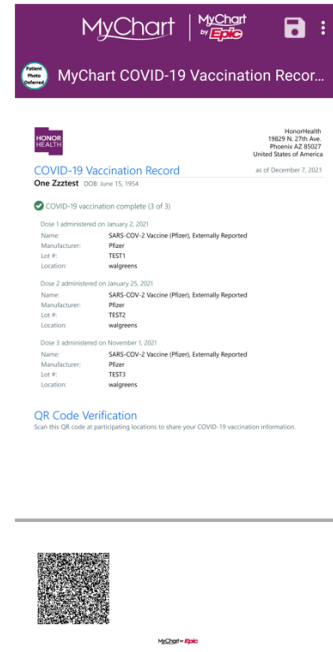 MyChart MyChart by Epic
Patient Photo Deferred
MyChart COVID-19 Vaccination Recor...
HONOR HEALTH
HonorHealth
19829 N. 27th Ave.
Phoenix AZ 85027
United States of America
COVID-19 Vaccination Record as of December 7, 2021
One Zzztest DOB: June 15, 1954
COVID-19 vaccination complete (3 of 3)
Dose 1 administered on January 2, 2021
Name: SARS-COV-2 Vaccine (Pfizer), Externally Reported
Manufacturer: Pfizer
Lot #: TEST1
Location: walgreens
Dose 2 administered on January 25, 2021
Name: SARS-COV-2 Vaccine (Pfizer), Externally Reported
Manufacturer: Pfizer
Lot #: TEST2
Location: walgreens
Dose 3 administered on November 1, 2021
Name: SARS-COV-2 Vaccine (Pfizer), Externally Reported
Manufacturer: Pfizer
Lot #: TEST3
Location: walgreens
QR Code Verification
Scan this QR code at participating locations to share your COVID-19 vaccination information.
MyChart by Epic